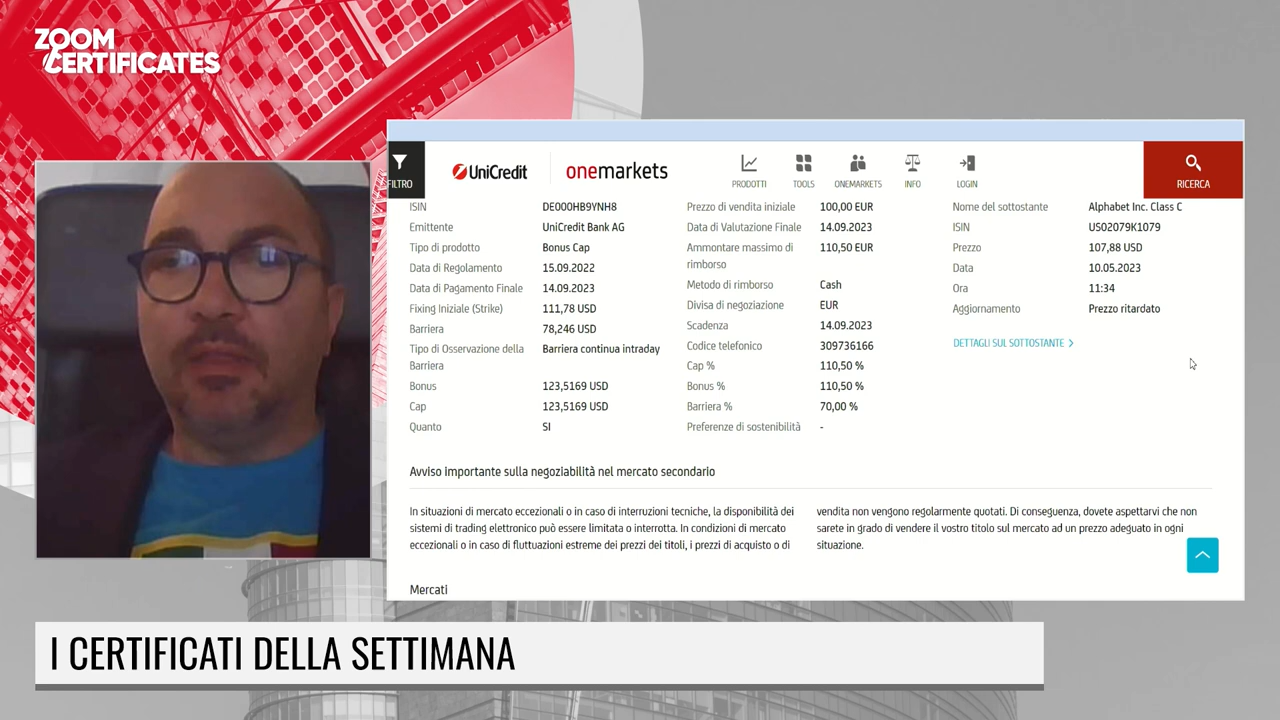 ZOOM
CERTIFICATES
FILTRO
UniCredit
onemarkets
PRODOTTI
TOOLS
ONEMARKETS
INFO
LOGIN
RICERCA
ISIN DE000HB9YNH8
Emittente UniCredit Bank AG
Tipo di prodotto Bonus Cap
Data di Regolamento 15.09.2022
Data di Pagamento Finale 14.09.2023
Fixing Iniziale (Strike) 111,78 USD
Barriera 78,246 USD
Tipo di Osservazione della Barriera continua intraday
Barriera
Bonus 123,5169 USD
Cap 123,5169 USD
Quanto SI
Prezzo di vendita iniziale 100,00 EUR
Data di Valutazione Finale 14.09.2023
Ammontare massimo di 110,50 EUR
rimborso
Metodo di rimborso Cash
Divisa di negoziazione EUR
Scadenza 14.09.2023
Codice telefonico 309736166
Cap % 110,50 %
Bonus % 110,50 %
Barriera % 70,00 %
Preferenze di sostenibilità -
Nome del sottostante Alphabet Inc. Class C
ISIN US02079K1079
Prezzo 107,88 USD
Data 10.05.2023
Ora 11:34
Aggiornamento Prezzo ritardato
DETTAGLI SUL SOTTOSTANTE
Avviso importante sulla negoziabilità nel mercato secondario
In situazioni di mercato eccezionali o in caso di interruzioni tecniche, la disponibilità dei
sistemi di trading elettronico può essere limitata o interrotta. In condizioni di mercato
eccezionali o in caso di fluttuazioni estreme dei prezzi dei titoli, i prezzi di acquisto o di
vendita non vengono regolarmente quotati. Di conseguenza, dovete aspettarvi che non
sarete in grado di vendere il vostro titolo sul mercato ad un prezzo adeguato in ogni
situazione.
Mercati
I CERTIFICATI DELLA SETTIMANA